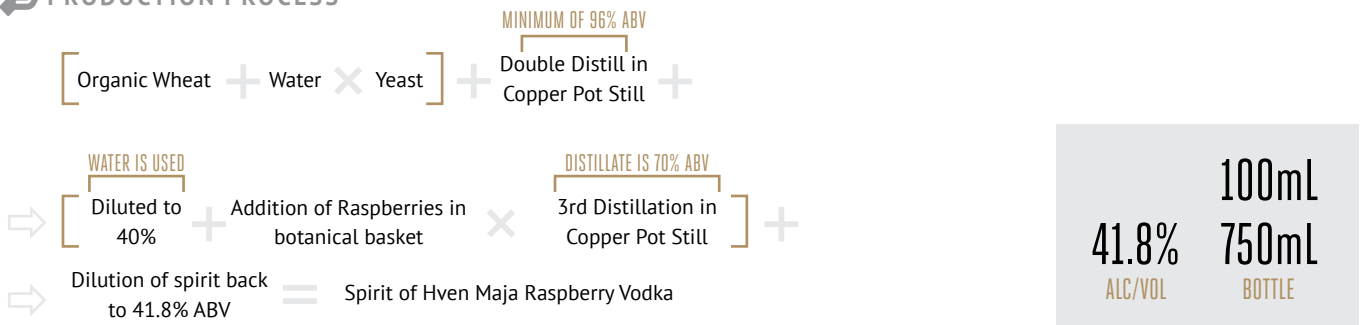 PRODUCTION PROCESS
MINIMUM OF 96% ABV
[Organic Wheat + Water × Yeast] + Double Distill in
Copper Pot Still +
WATER IS USED
DISTILLATE IS 70% ABV
⇨ [Diluted to
40% + Addition of Raspberries in
botanical basket × 3rd Distillation in
Copper Pot Still] +
⇨ Dilution of spirit back
to 41.8% ABV = Spirit of Hven Maja Raspberry Vodka
41.8%
ALC/VOL
100mL
750mL
BOTTLE